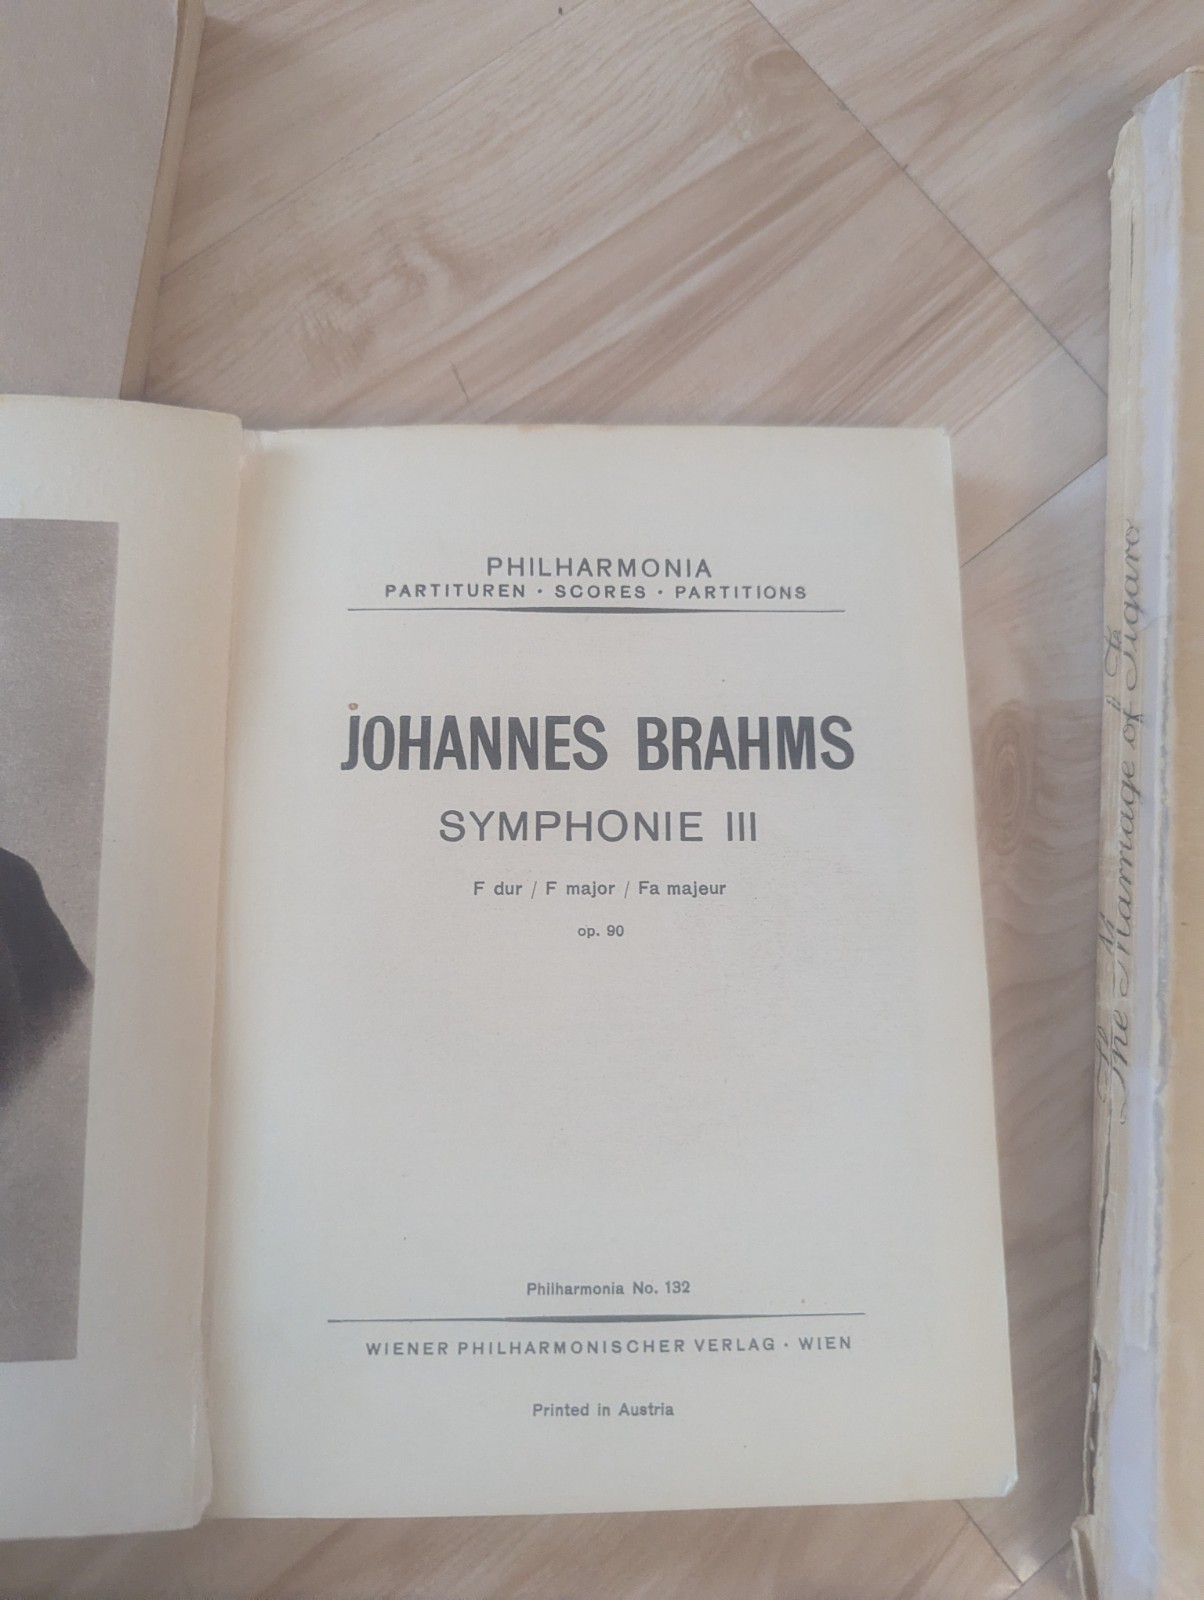 PHILHARMONIA
PARTITUREN · SCORES · PARTITIONS
JOHANNES BRAHMS
SYMPHONIE III
F dur / F major / Fa majeur
op. 90
Philharmonia No. 132
WIENER PHILHARMONISCHER VERLAG · WIEN
Printed in Austria
The Marriage of Figaro